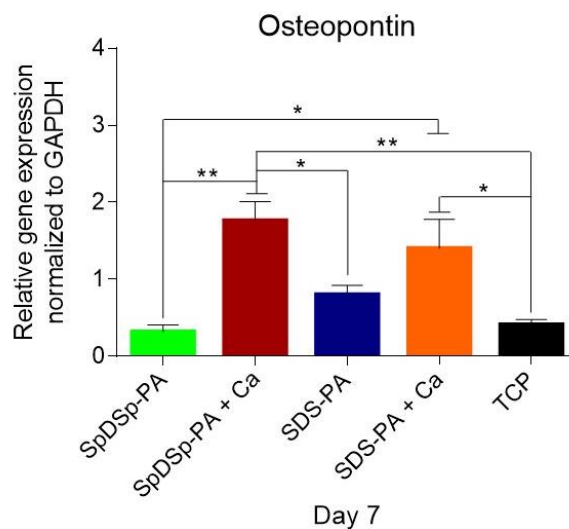 Osteopontin
Relative gene expression
normalized to GAPDH
4
3
2
1
0
*
**
**
*
*
SpDSp-PA
SpDSp-PA + Ca
SDS-PA
SDS-PA + Ca
TCP
Day 7